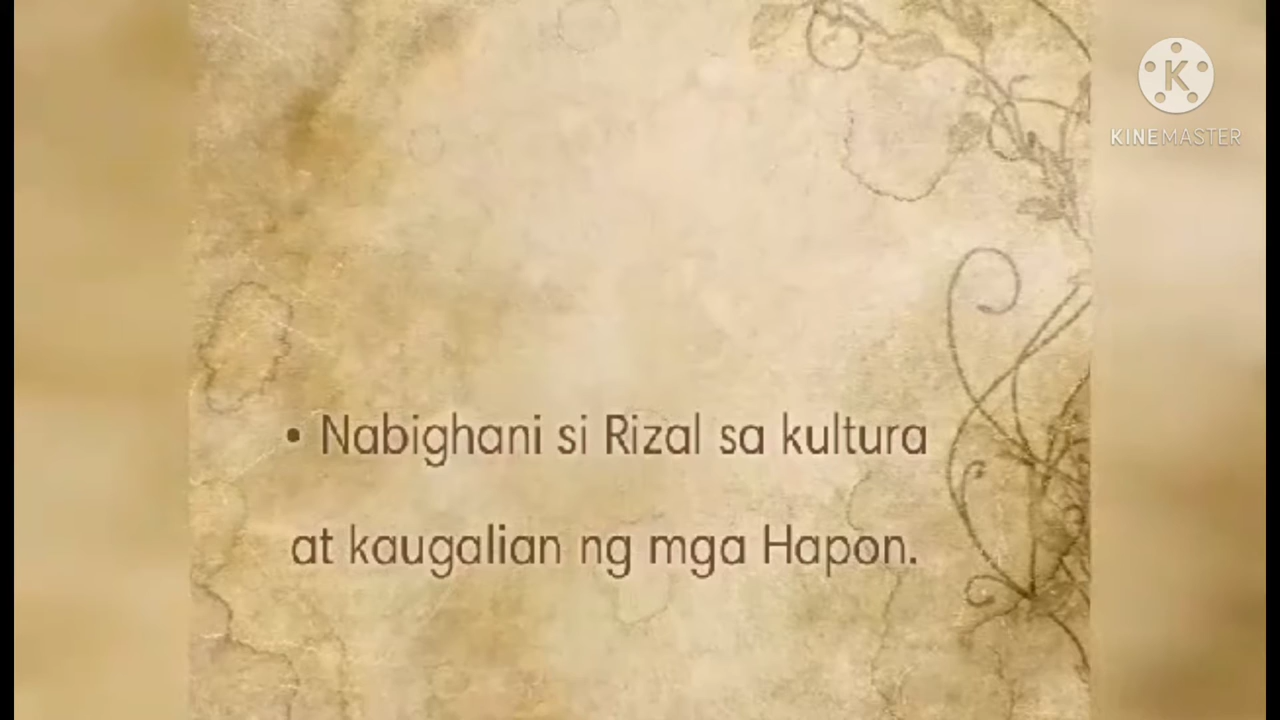 KINEMASTER
• Nabighani si Rizal sa kultura
at kaugalian ng mga Hapon.